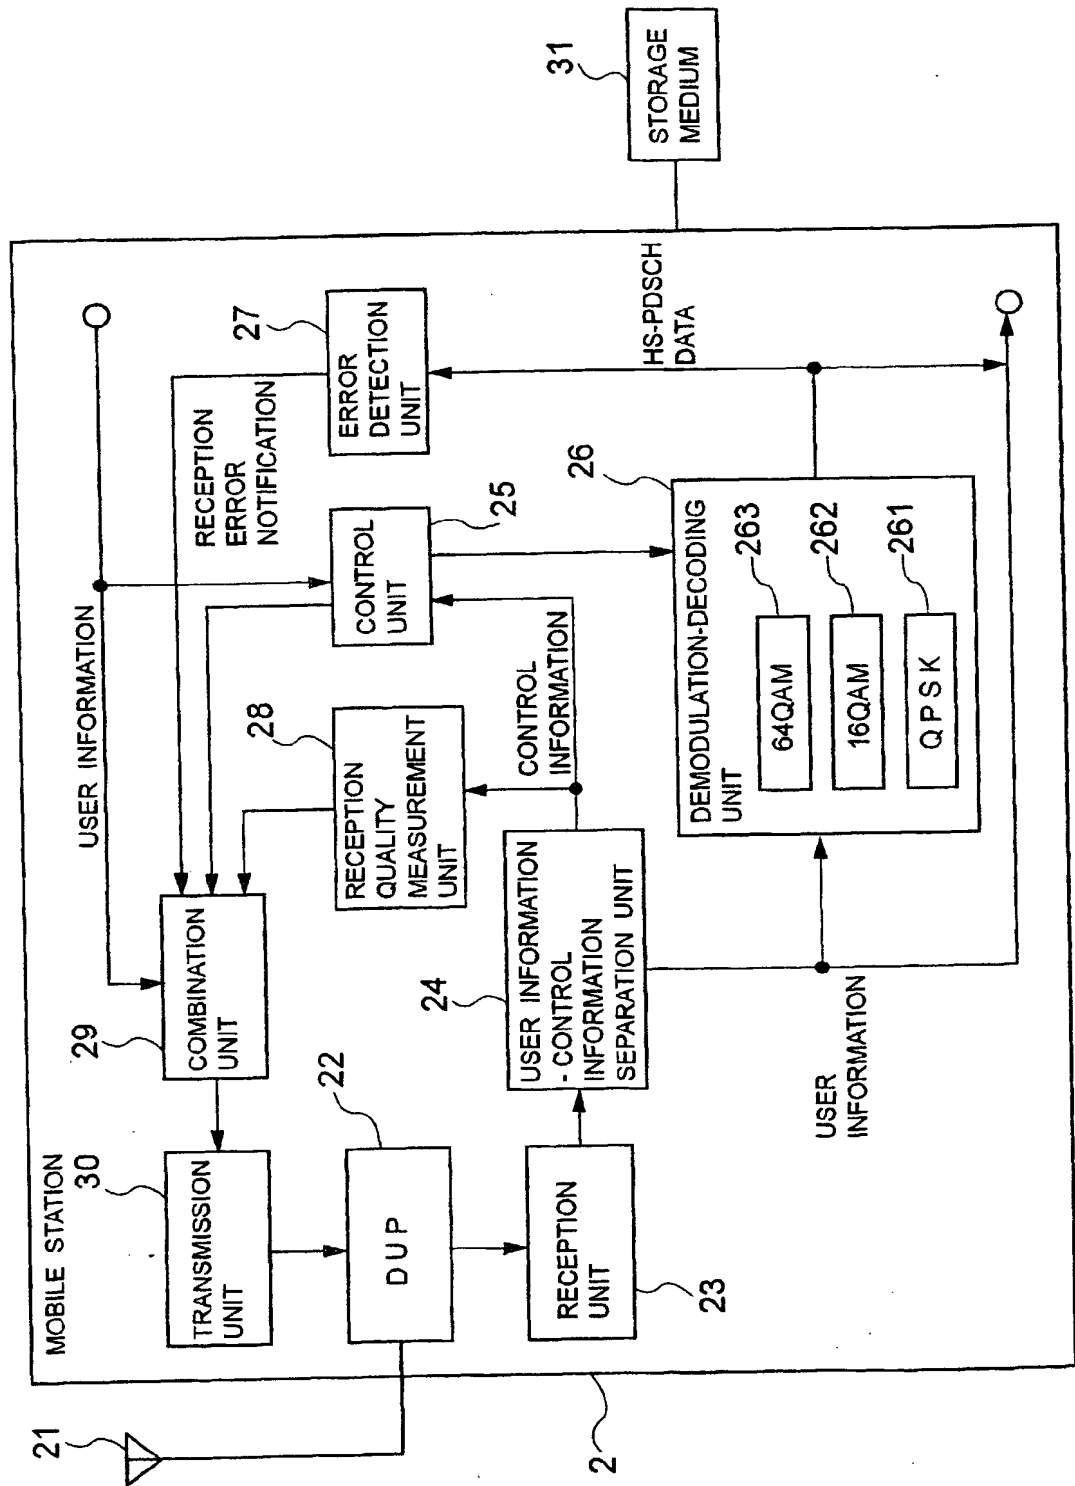 MOBILE STATION
21
2
30
TRANSMISSION
UNIT
22
DUP
RECEPTION
UNIT
23
29
COMBINATION
UNIT
24
USER INFORMATION
- CONTROL
INFORMATION
SEPARATION UNIT
USER
INFORMATION
USER INFORMATION
28
RECEPTION
QUALITY
MEASUREMENT
UNIT
CONTROL
INFORMATION
RECEPTION
ERROR
NOTIFICATION
25
CONTROL
UNIT
27
ERROR
DETECTION
UNIT
26
DEMODULATION-DECODING
UNIT
64QAM
263
16QAM
262
QPSK
261
HS-PDSCH
DATA
31
STORAGE
MEDIUM